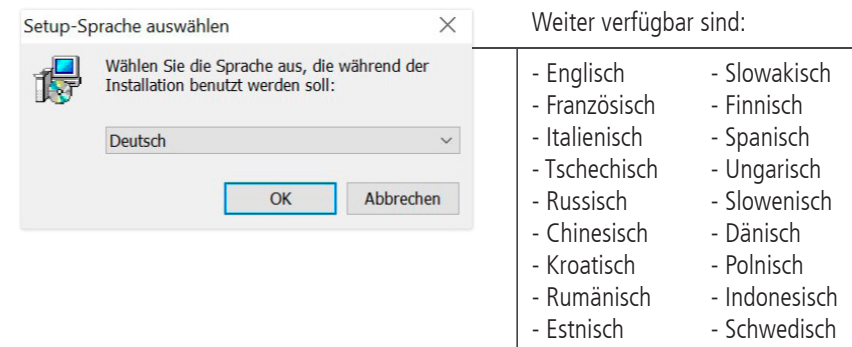 Setup-Sprache auswählen
Wählen Sie die Sprache aus, die während der
Installation benutzt werden soll:
Deutsch
OK
Abbrechen
Weiter verfügbar sind:
- Englisch
- Französisch
- Italienisch
- Tschechisch
- Russisch
- Chinesisch
- Kroatisch
- Rumänisch
- Estnisch
- Slowakisch
- Finnisch
- Spanisch
- Ungarisch
- Slowenisch
- Dänisch
- Polnisch
- Indonesisch
- Schwedisch